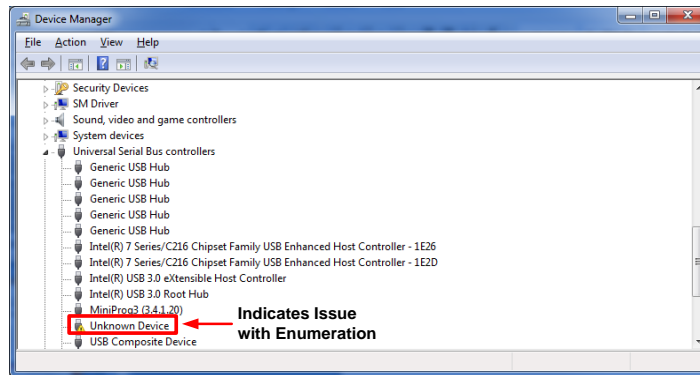 Device Manager
File Action View Help
Security Devices
SM Driver
Sound, video and game controllers
System devices
Universal Serial Bus controllers
Generic USB Hub
Generic USB Hub
Generic USB Hub
Generic USB Hub
Generic USB Hub
Intel(R) 7 Series/C216 Chipset Family USB Enhanced Host Controller - 1E26
Intel(R) 7 Series/C216 Chipset Family USB Enhanced Host Controller - 1E2D
Intel(R) USB 3.0 eXtensible Host Controller
Intel(R) USB 3.0 Root Hub
MiniProg3 (3.4.1.20)
Unknown Device
USB Composite Device
Indicates Issue
with Enumeration